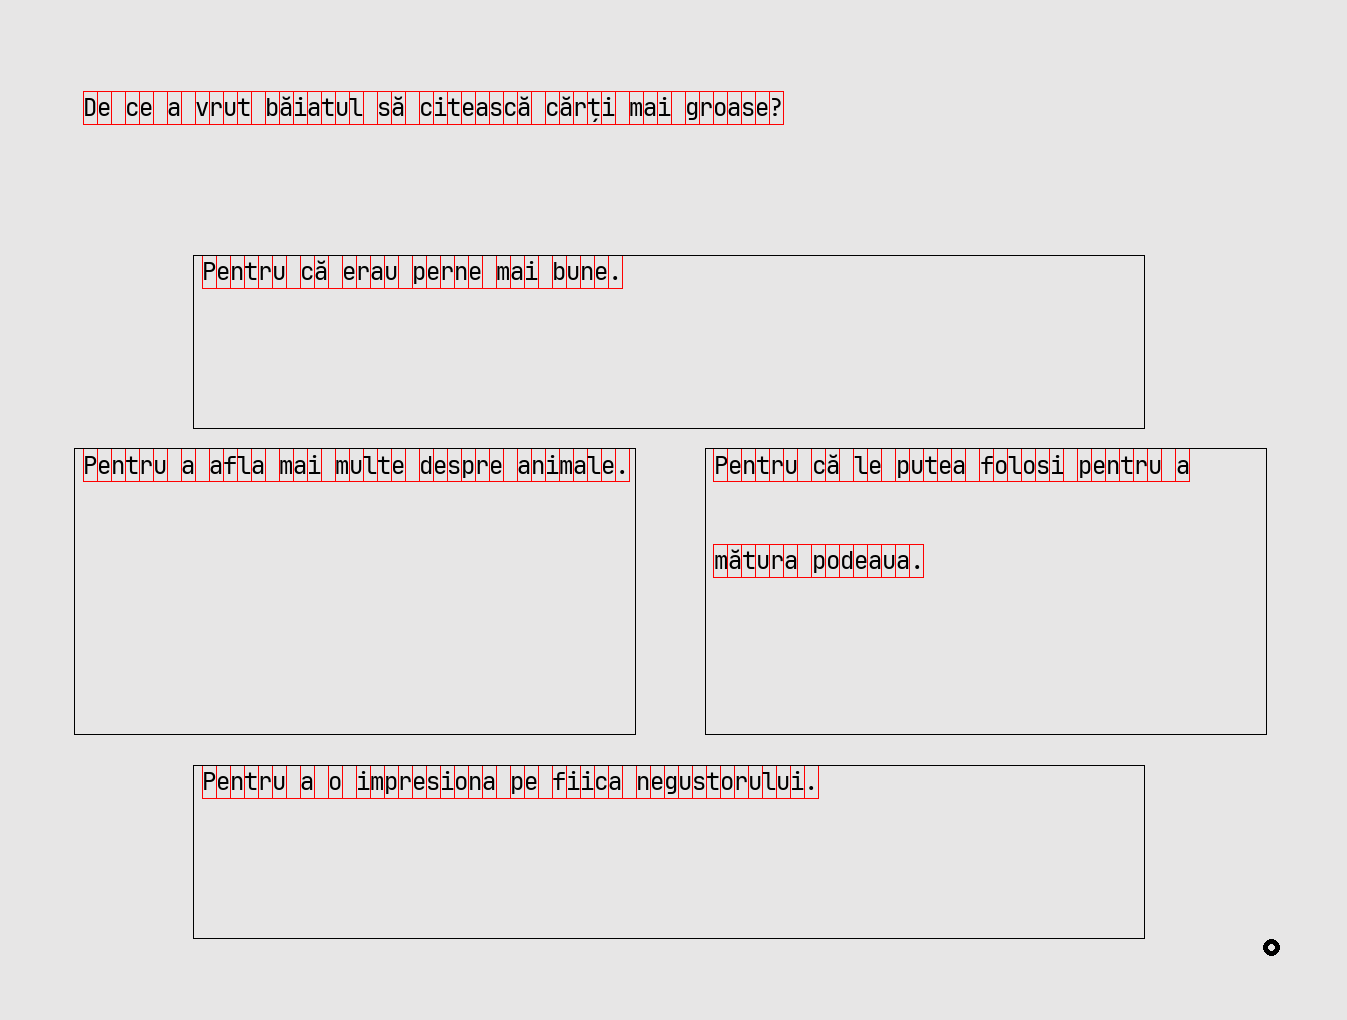 De ce a vrut băiatul să citească cărți mai groase?
Pentru că erau perne mai bune.
Pentru a afla mai multe despre animale.
Pentru că le putea folosi pentru a
mătura podeaua.
Pentru a o impresiona pe fiica negustorului.